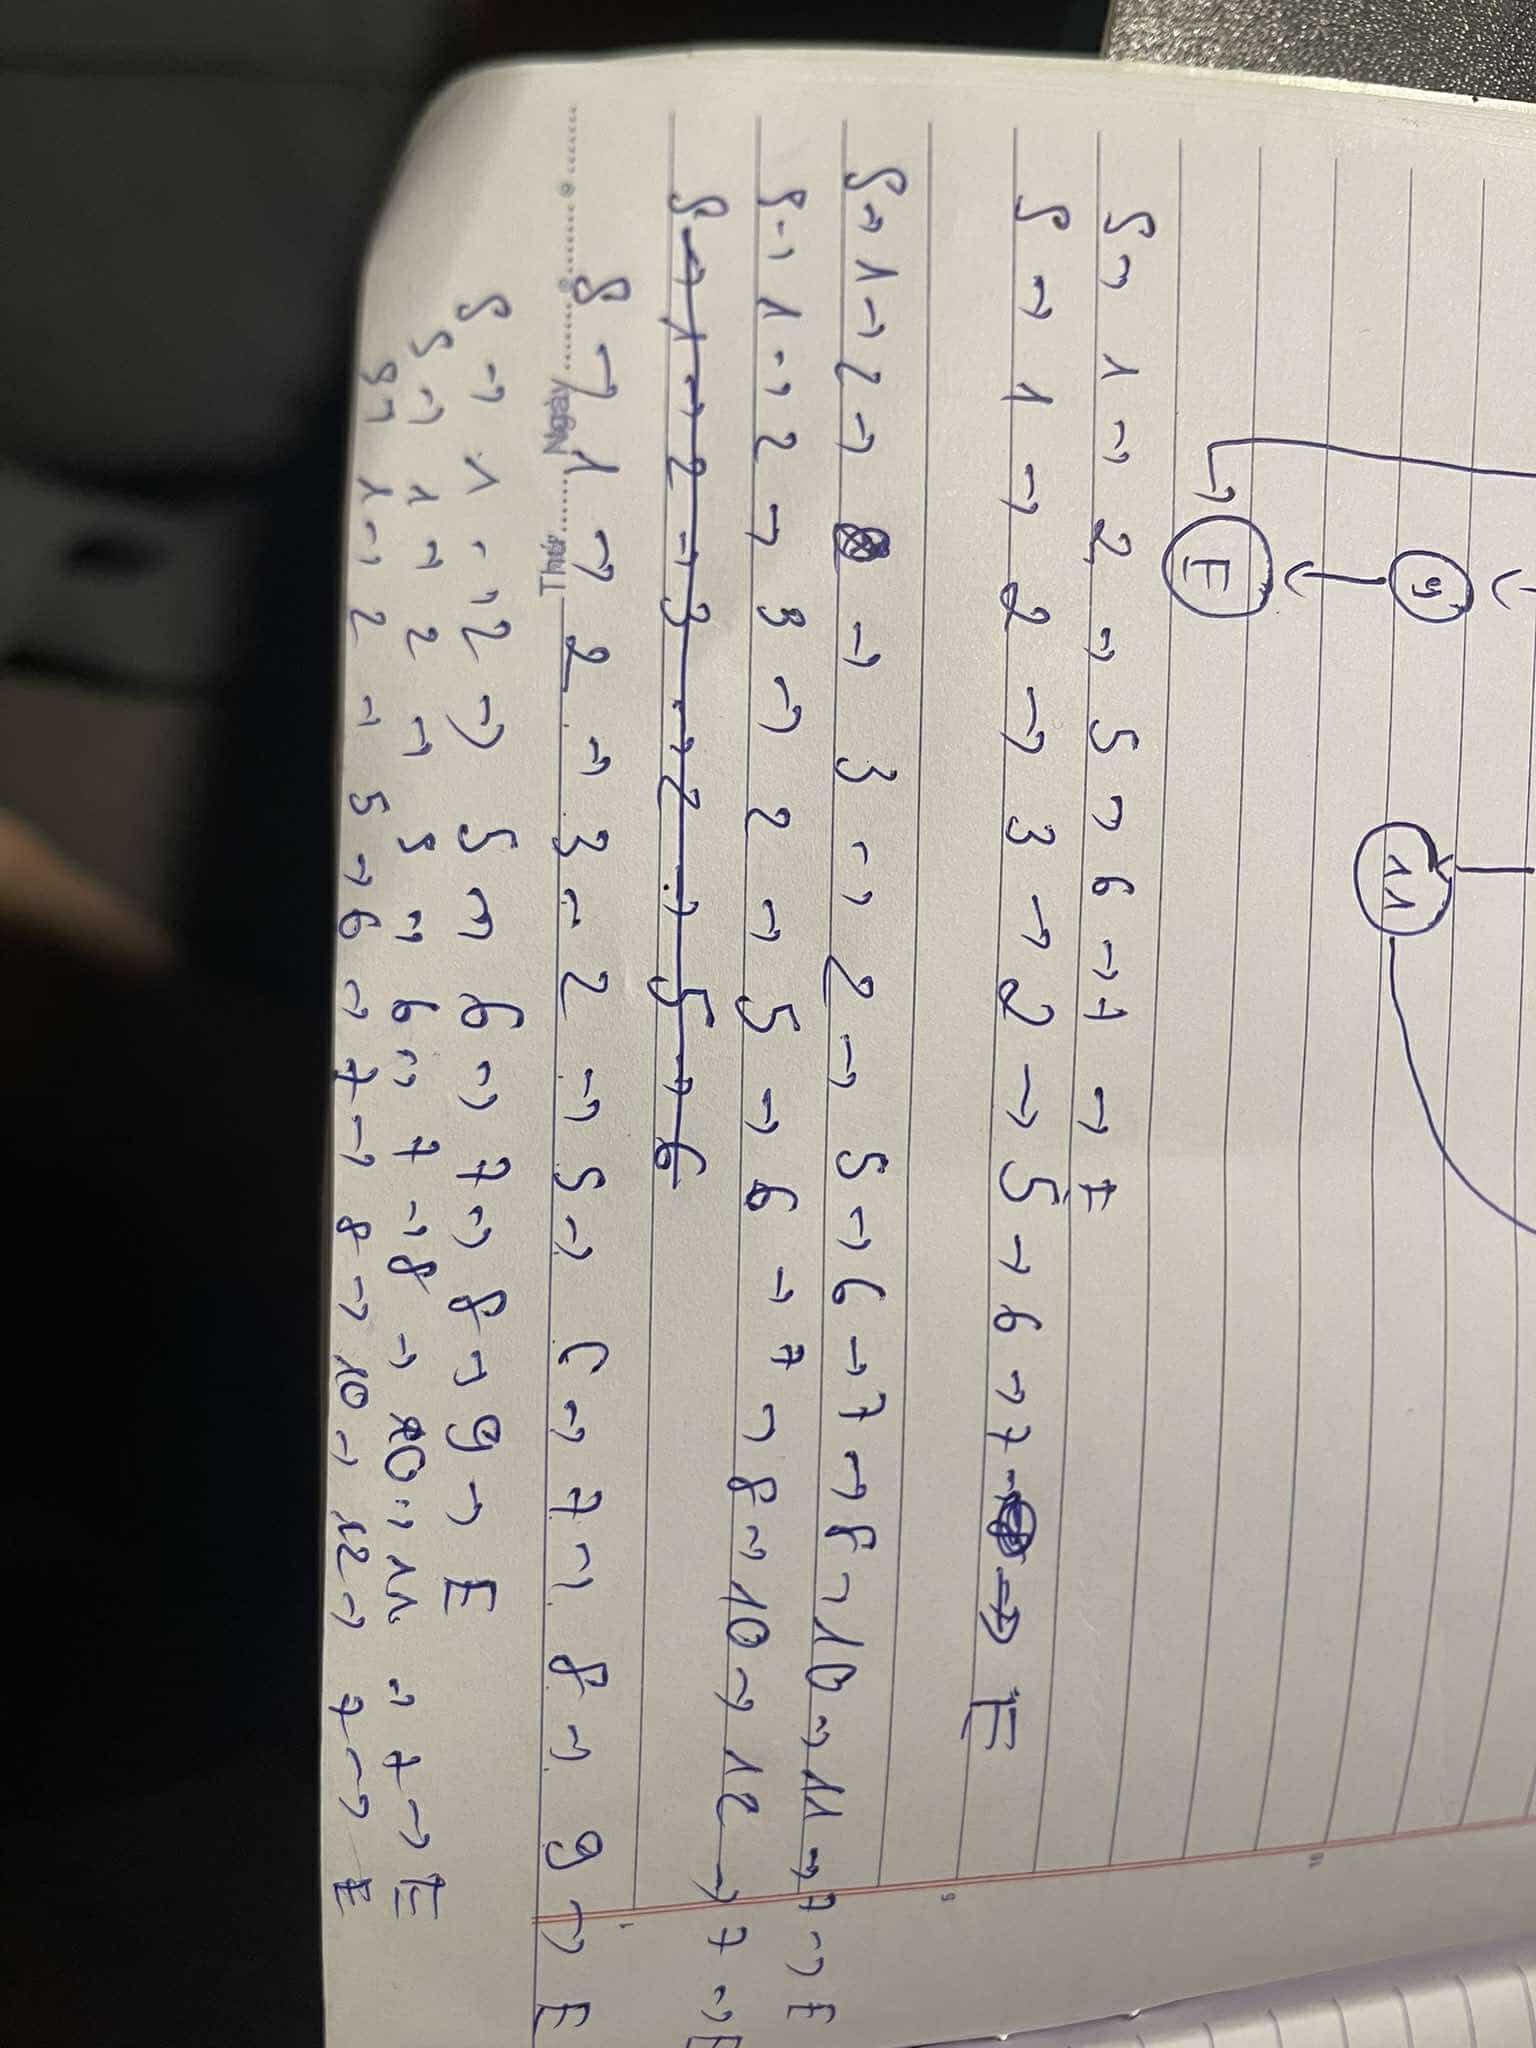 9 11
E
S → 1 → 2 → 5 → 6 → 7 → E
S → 1 → 2 → 3 → 2 → 5 → 6 → 7 → E
S → 1 → 2 → → 3 → 2 → 5 → 6 → 7 → 8 → 10 → 11 → 7 → E
S → 1 → 2 → 3 → 2 → 5 → 6 → 7 → 8 → 10 → 12 → 7 → E
S → 1 → 2 → 3 → 2 → 5 → 6
S → 1 → 2 → 3 → 2 → 5 → 6 → 7 → 8 → 9 → E
Thứ Ngày
S → 1 → 2 → 5 → 6 → 7 → 8 → 9 → E
S → 1 → 2 → 5 → 6 → 7 → 8 → 10 → 11 → 7 → E
S → 1 → 2 → 5 → 6 → 7 → 8 → 10 → 12 → 7 → E